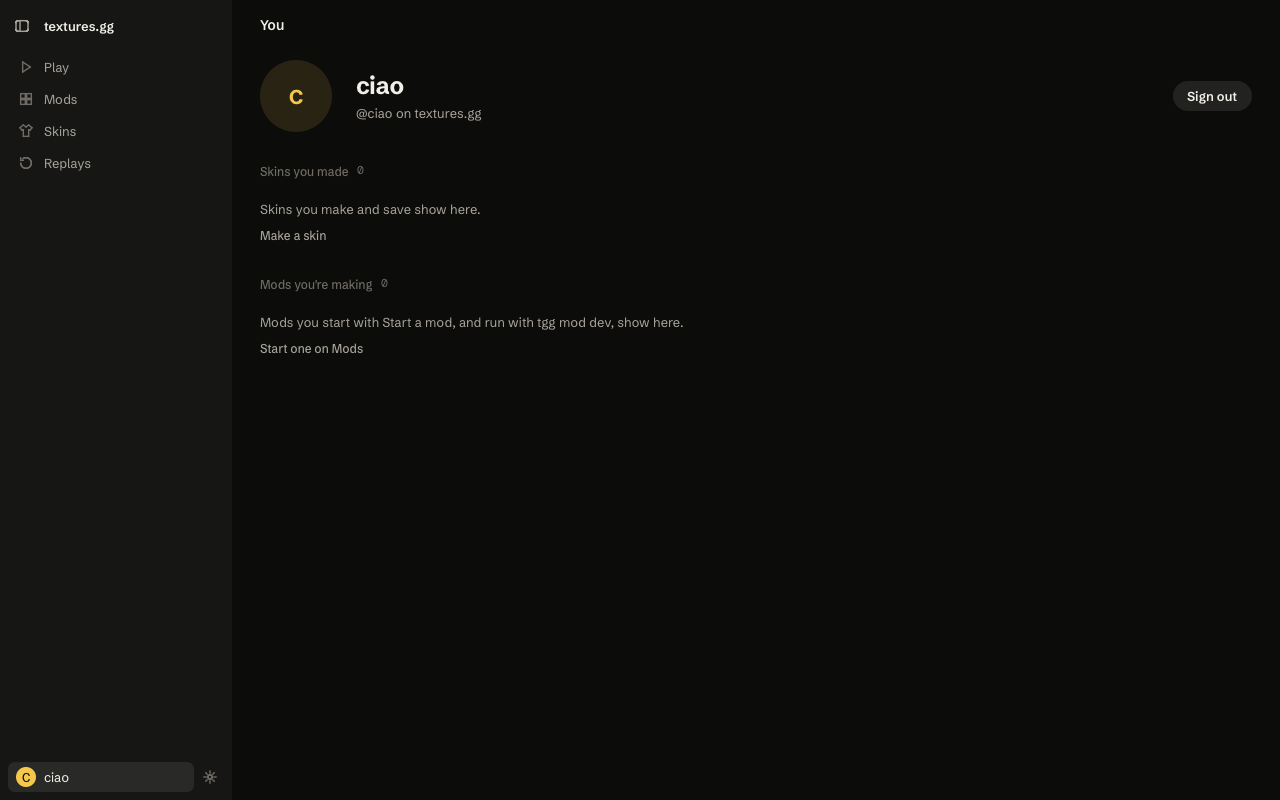 textures.gg
Play
Mods
Skins
Replays
You
C
ciao
@ciao on textures.gg
Sign out
Skins you made 0
Skins you make and save show here.
Make a skin
Mods you're making 0
Mods you start with Start a mod, and run with tgg mod dev, show here.
Start one on Mods
C ciao